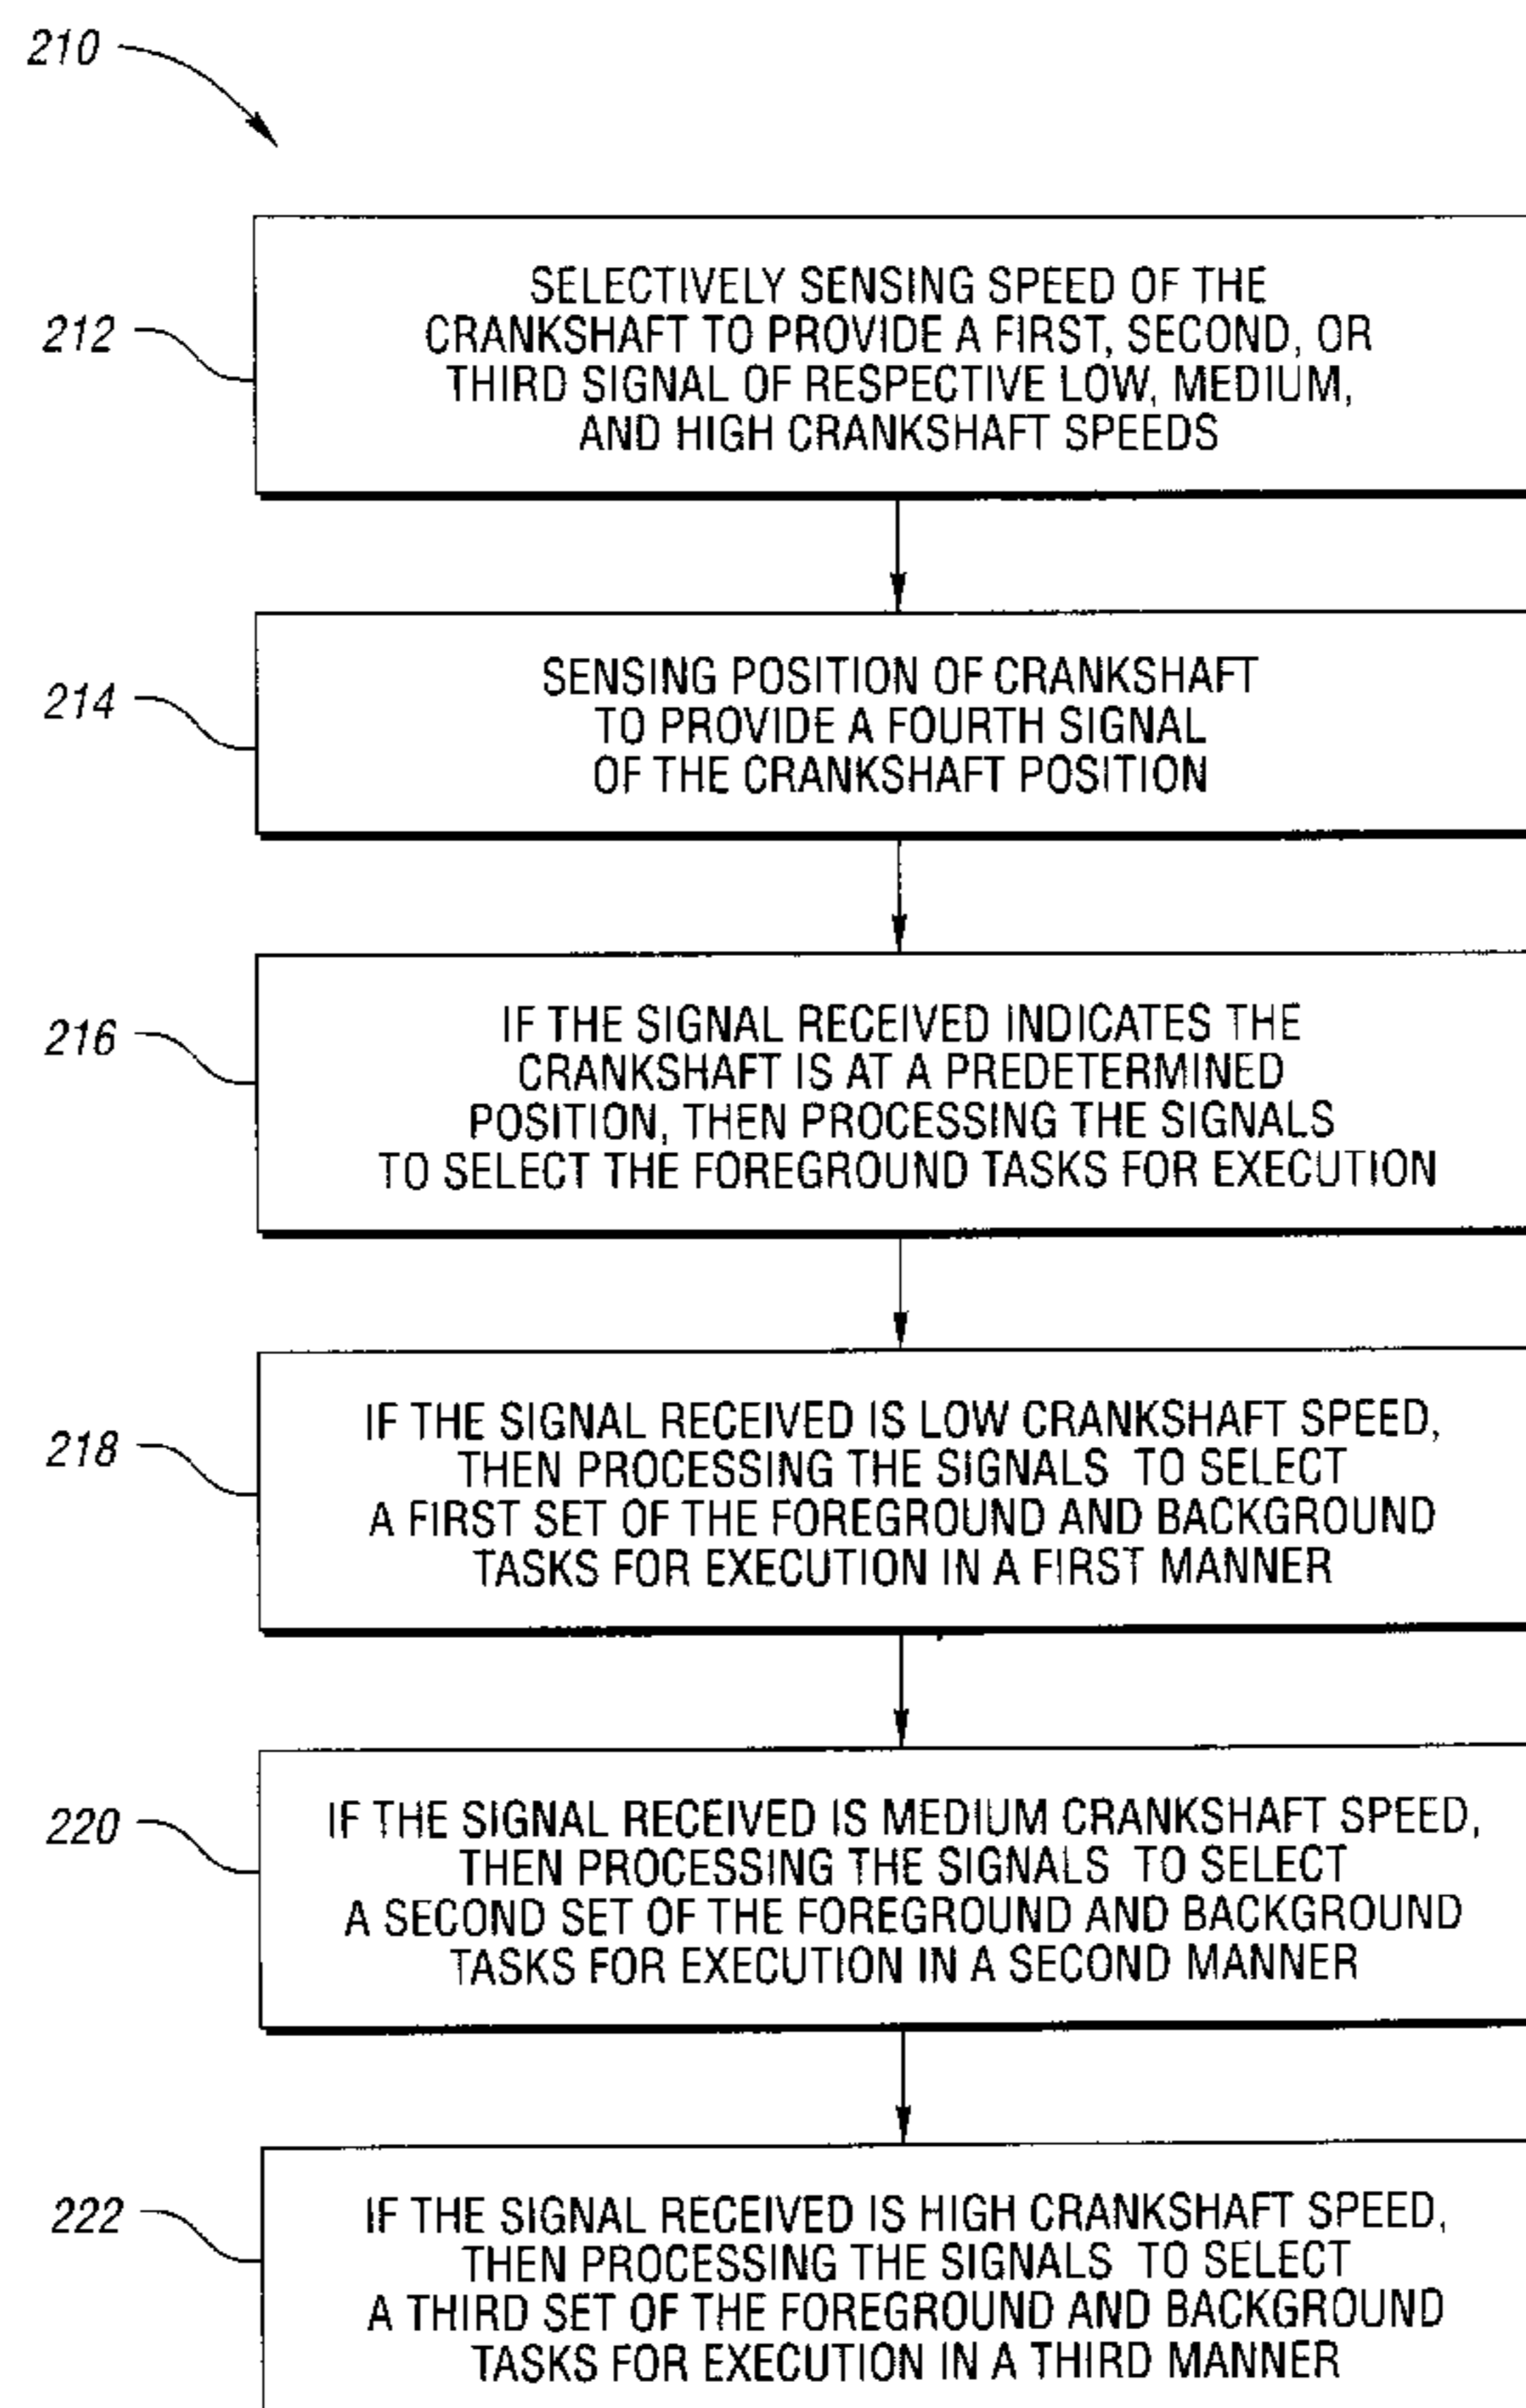 210
212
SELECTIVELY SENSING SPEED OF THE
CRANKSHAFT TO PROVIDE A FIRST, SECOND, OR
THIRD SIGNAL OF RESPECTIVE LOW, MEDIUM,
AND HIGH CRANKSHAFT SPEEDS
214
SENSING POSITION OF CRANKSHAFT
TO PROVIDE A FOURTH SIGNAL
OF THE CRANKSHAFT POSITION
216
IF THE SIGNAL RECEIVED INDICATES THE
CRANKSHAFT IS AT A PREDETERMINED
POSITION, THEN PROCESSING THE SIGNALS
TO SELECT THE FOREGROUND TASKS FOR EXECUTION
218
IF THE SIGNAL RECEIVED IS LOW CRANKSHAFT SPEED,
THEN PROCESSING THE SIGNALS TO SELECT
A FIRST SET OF THE FOREGROUND AND BACKGROUND
TASKS FOR EXECUTION IN A FIRST MANNER
220
IF THE SIGNAL RECEIVED IS MEDIUM CRANKSHAFT SPEED,
THEN PROCESSING THE SIGNALS TO SELECT
A SECOND SET OF THE FOREGROUND AND BACKGROUND
TASKS FOR EXECUTION IN A SECOND MANNER
222
IF THE SIGNAL RECEIVED IS HIGH CRANKSHAFT SPEED,
THEN PROCESSING THE SIGNALS TO SELECT
A THIRD SET OF THE FOREGROUND AND BACKGROUND
TASKS FOR EXECUTION IN A THIRD MANNER